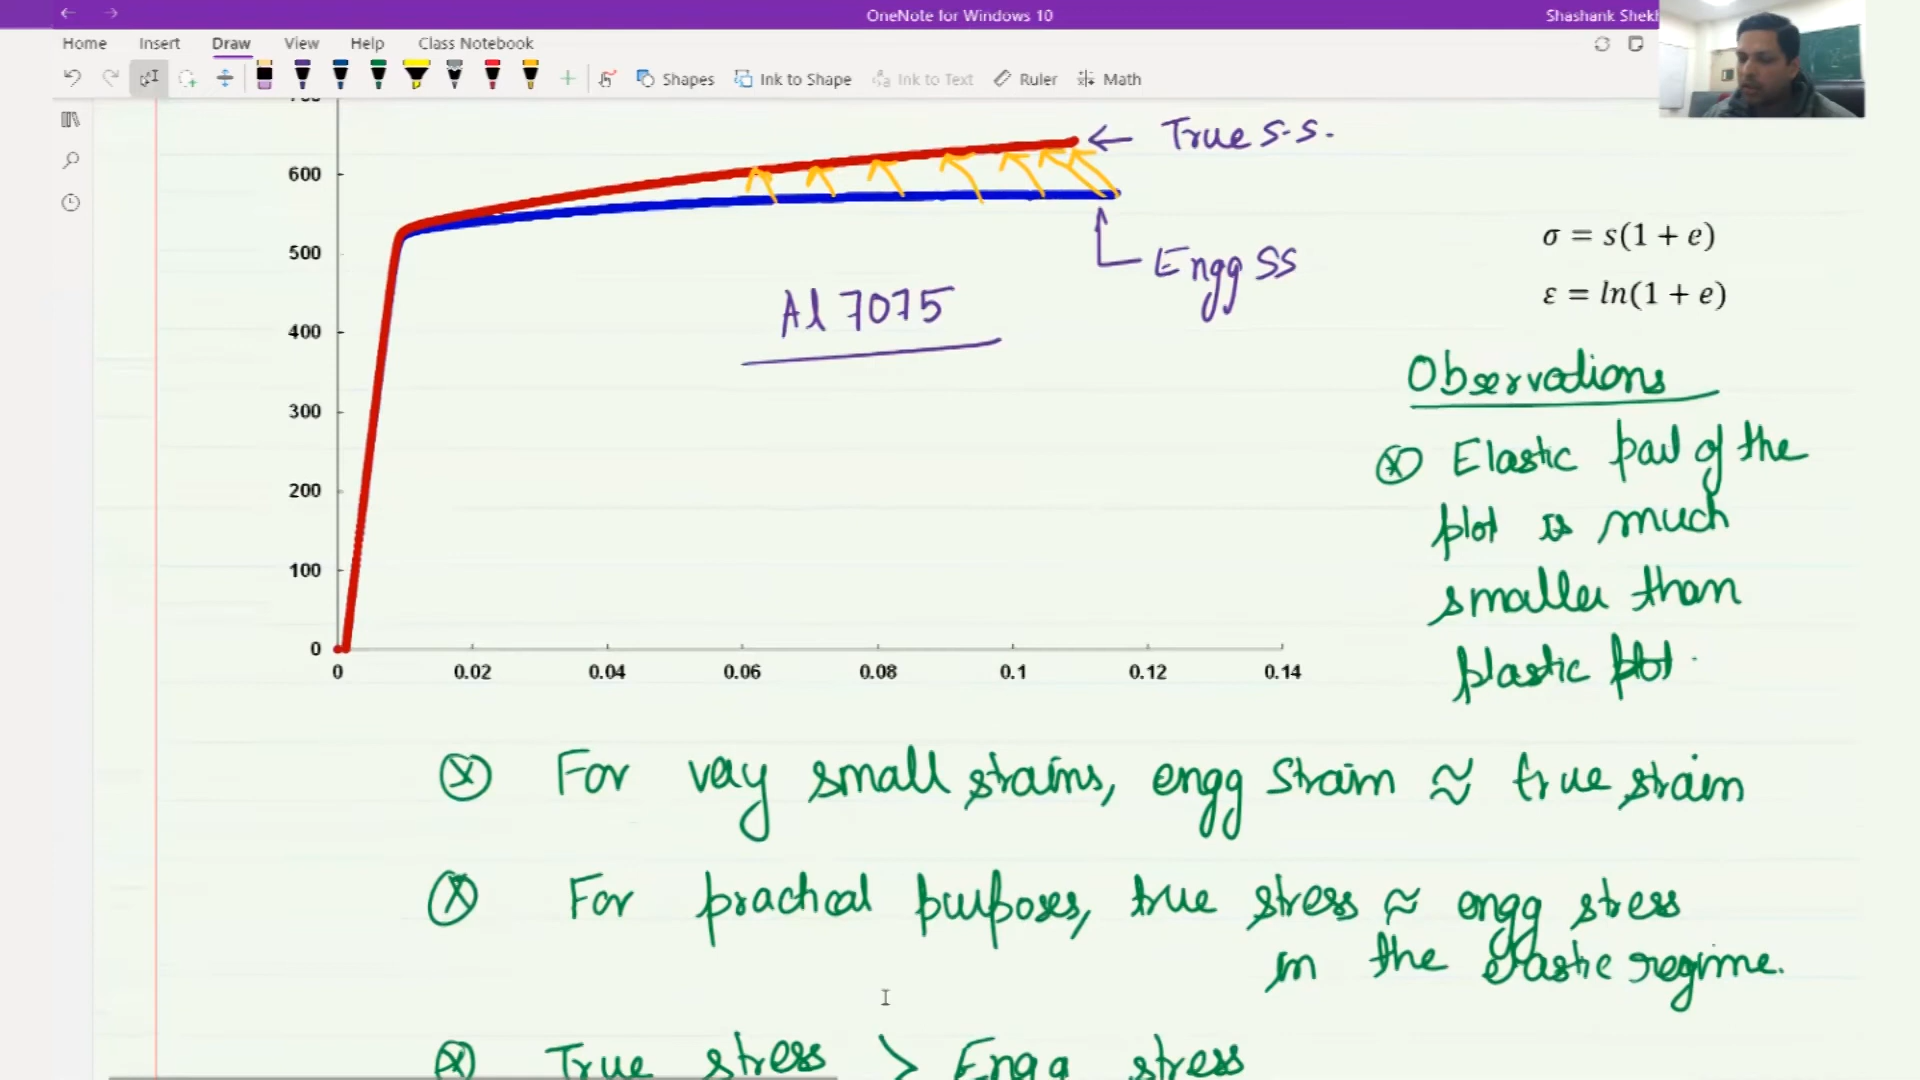 OneNote for Windows 10
Shashank Shekh
Home Insert Draw View Help Class Notebook
Shapes Ink to Shape Ink to Text Ruler Math
True S-S.
600
500
Engg SS
σ = s(1 + e)
ε = ln(1 + e)
Al 7075
400
Observations
300
Elastic part of the
plot is much
smaller than
plastic plot.
200
100
0
0 0.02 0.04 0.06 0.08 0.1 0.12 0.14
For very small strains, engg strain ≈ true strain
For practical purposes, true stress ≈ engg stress
in the elastic regime.
True stress > Engg stress